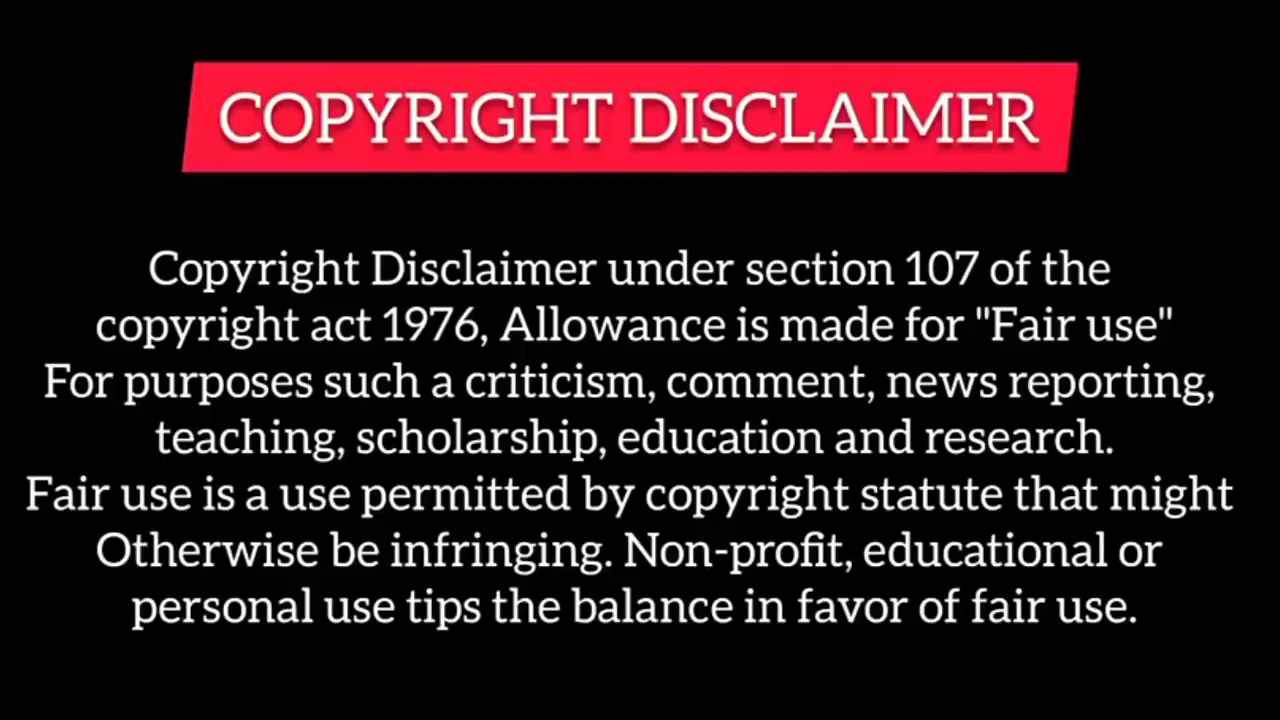 COPYRIGHT DISCLAIMER
Copyright Disclaimer under section 107 of the
copyright act 1976, Allowance is made for "Fair use"
For purposes such a criticism, comment, news reporting,
teaching, scholarship, education and research.
Fair use is a use permitted by copyright statute that might
Otherwise be infringing. Non-profit, educational or
personal use tips the balance in favor of fair use.